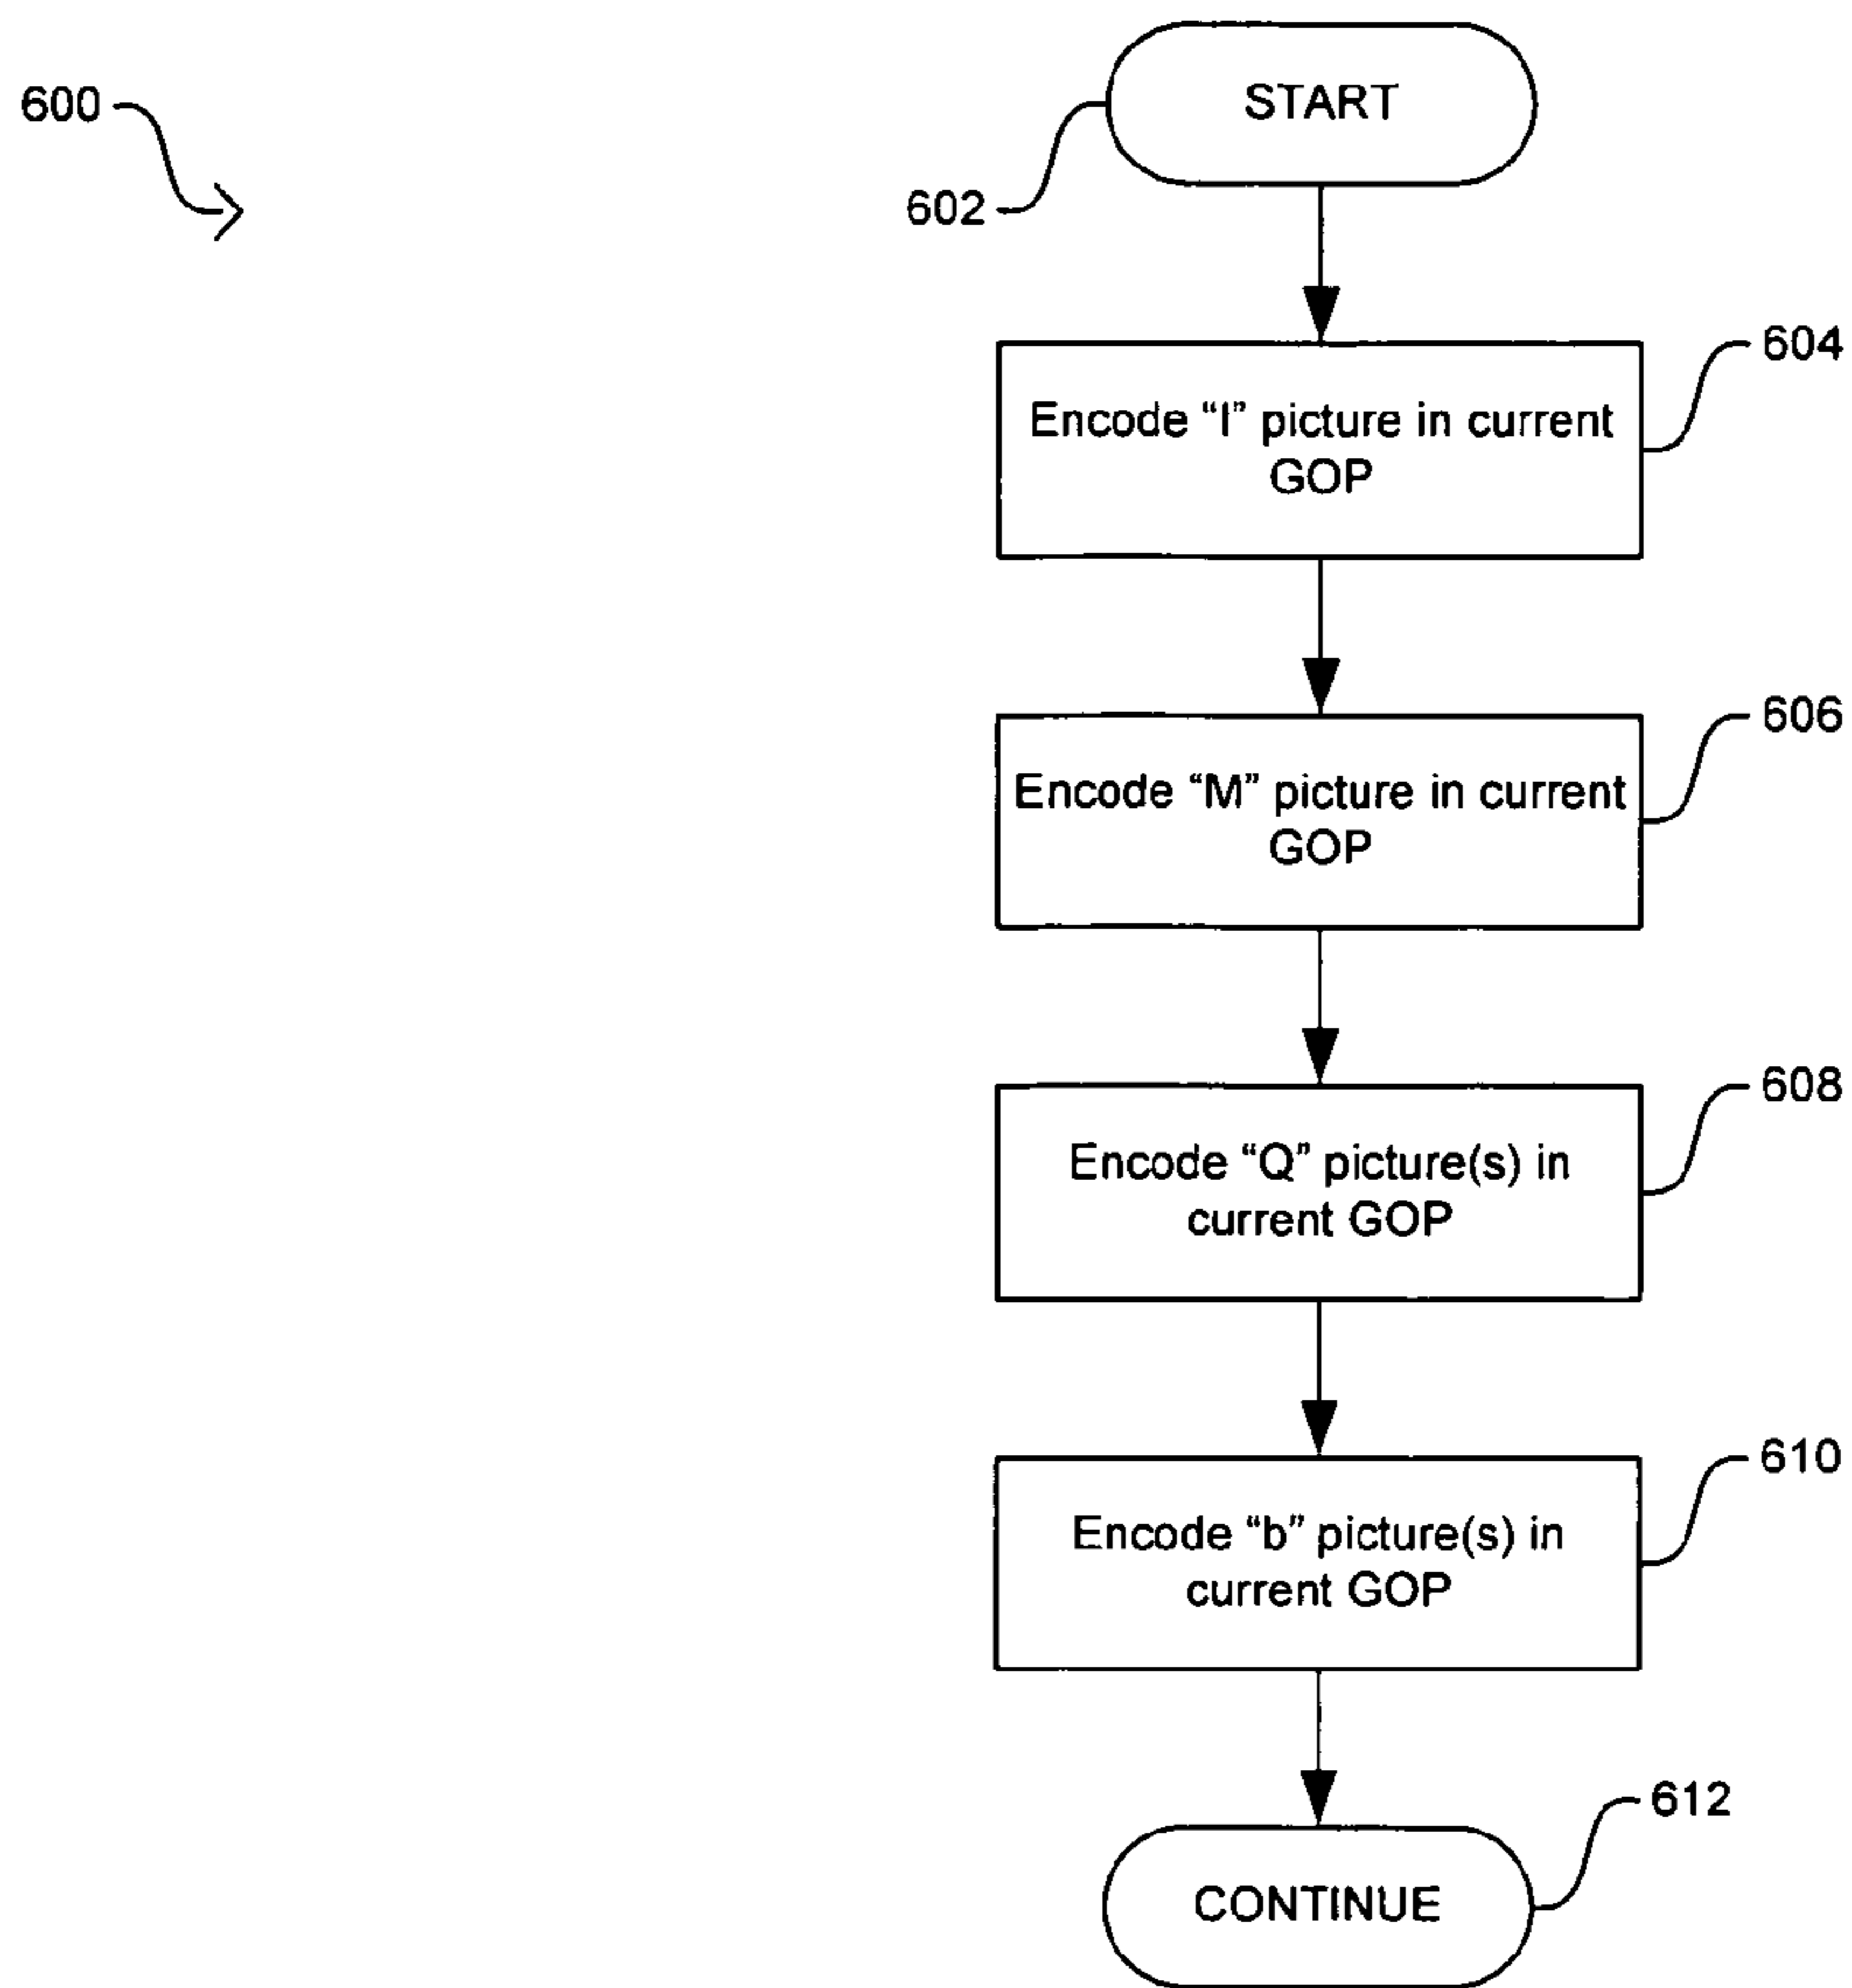 600
START
602
604
Encode “I” picture in current
GOP
606
Encode “M” picture in current
GOP
608
Encode “Q” picture(s) in
current GOP
610
Encode “b” picture(s) in
current GOP
612
CONTINUE